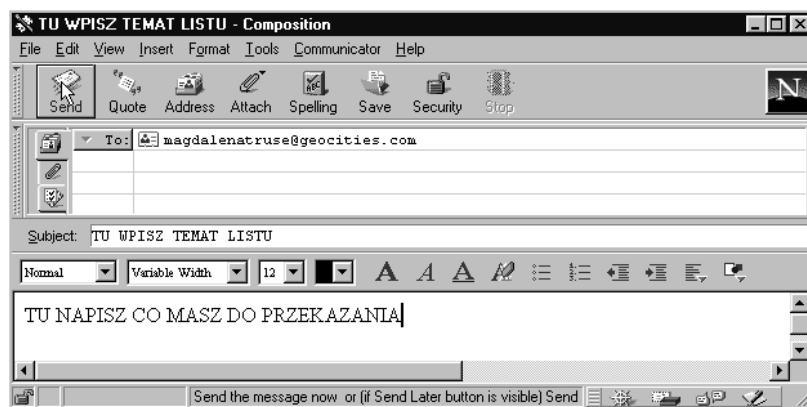 TU WPISZ TEMAT LISTU - Composition
File Edit View Insert Format Tools Communicator Help
Send Quote Address Attach Spelling Save Security Stop
N
To: magdalenatruse@geocities.com
Subject: TU WPISZ TEMAT LISTU
Normal Variable Width 12 A A A
TU NAPISZ CO MASZ DO PRZEKAZANIA
Send the message now or (if Send Later button is visible) Send